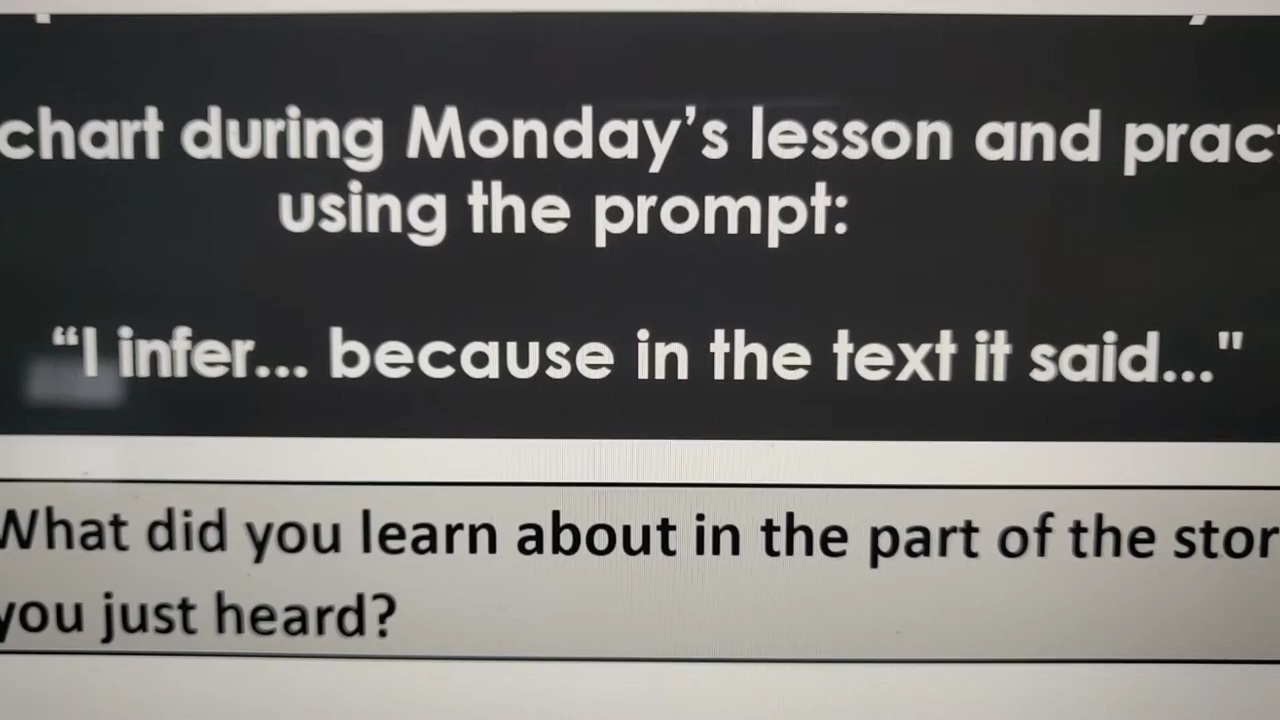 chart during Monday’s lesson and prac
using the prompt:
“I infer... because in the text it said..."
What did you learn about in the part of the stor
you just heard?